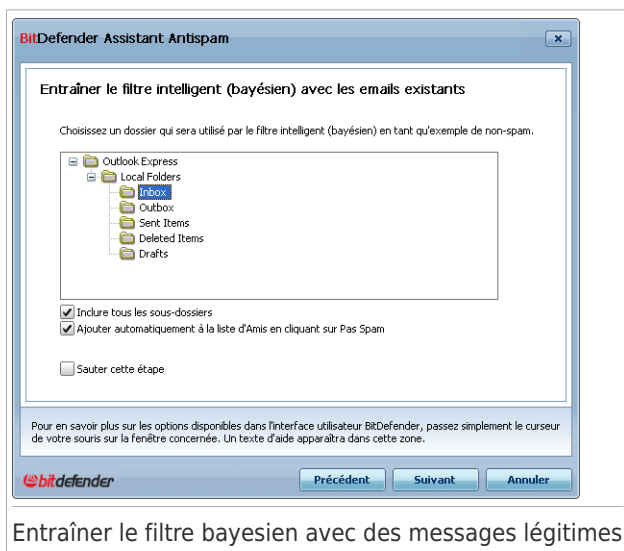 BitDefender Assistant Antispam
Entraîner le filtre intelligent (bayésien) avec les emails existants
Choisissez un dossier qui sera utilisé par le filtre intelligent (bayésien) en tant qu'exemple de non-spam.
Outlook Express
Local Folders
Inbox
Outbox
Sent Items
Deleted Items
Drafts
Inclure tous les sous-dossiers
Ajouter automatiquement à la liste d'Amis en cliquant sur Pas Spam
Sauter cette étape
Pour en savoir plus sur les options disponibles dans l'interface utilisateur BitDefender, passez simplement le curseur
de votre souris sur la fenêtre concernée. Un texte d'aide apparaîtra dans cette zone.
bitdefender Précédent Suivant Annuler
Entraîner le filtre bayesien avec des messages légitimes